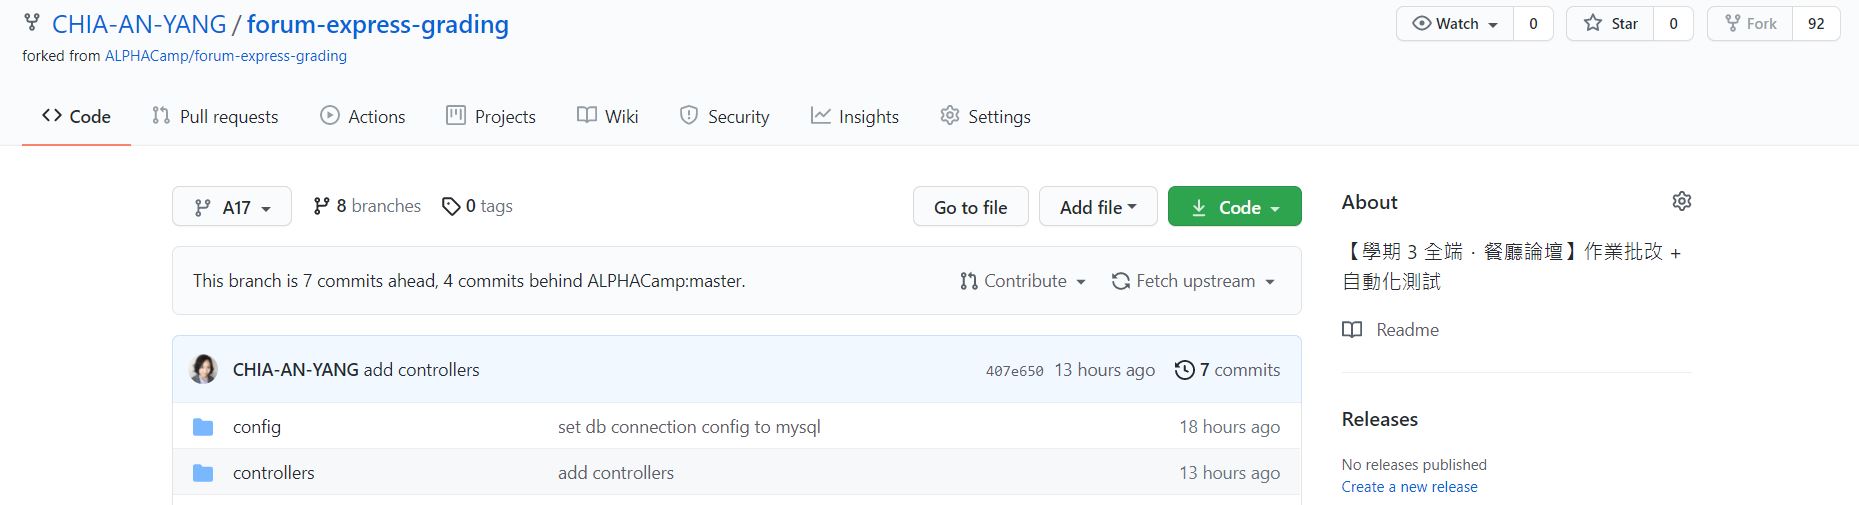 CHIA-AN-YANG / forum-express-grading
Watch 0 Star 0 Fork 92
forked from ALPHACamp/forum-express-grading
Code Pull requests Actions Projects Wiki Security Insights Settings
A17 8 branches 0 tags Go to file Add file Code
This branch is 7 commits ahead, 4 commits behind ALPHACamp:master. Contribute Fetch upstream
CHIA-AN-YANG add controllers 407e650 13 hours ago 7 commits
config set db connection config to mysql 18 hours ago
controllers add controllers 13 hours ago
About
【學期 3 全端・餐廳論壇】作業批改 +
自動化測試
Readme
Releases
No releases published
Create a new release